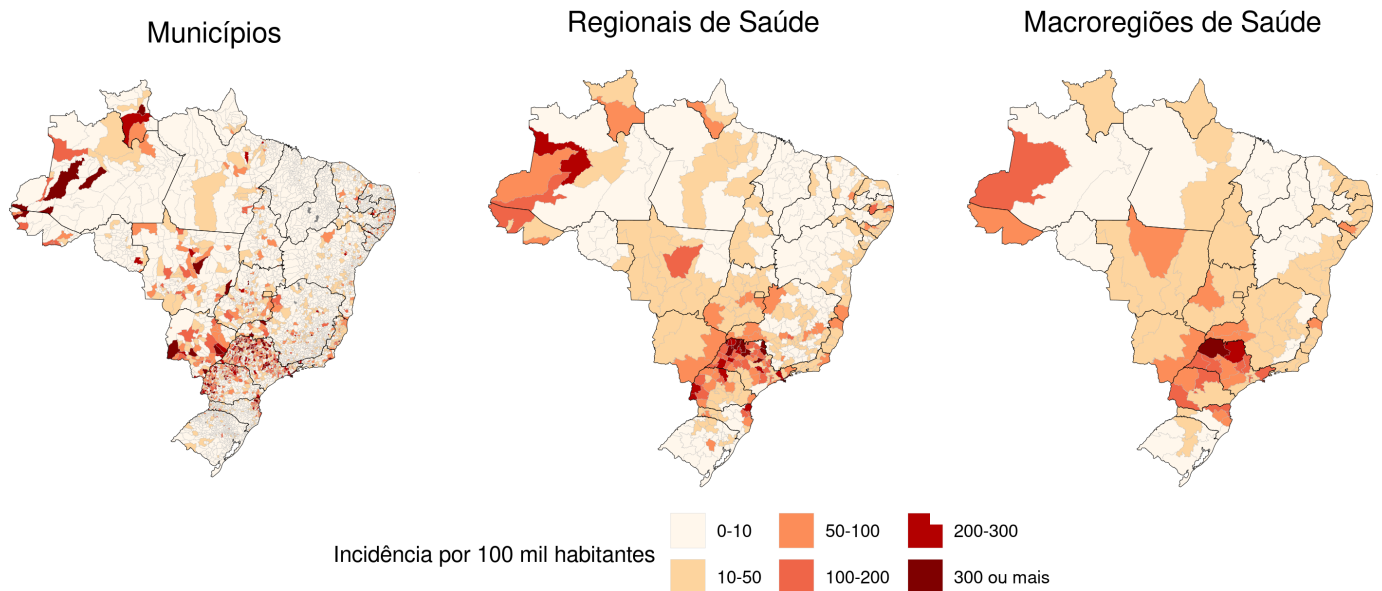 Municípios
Regionais de Saúde
Macroregiões de Saúde
Incidência por 100 mil habitantes
0-10
50-100
200-300
10-50
100-200
300 ou mais